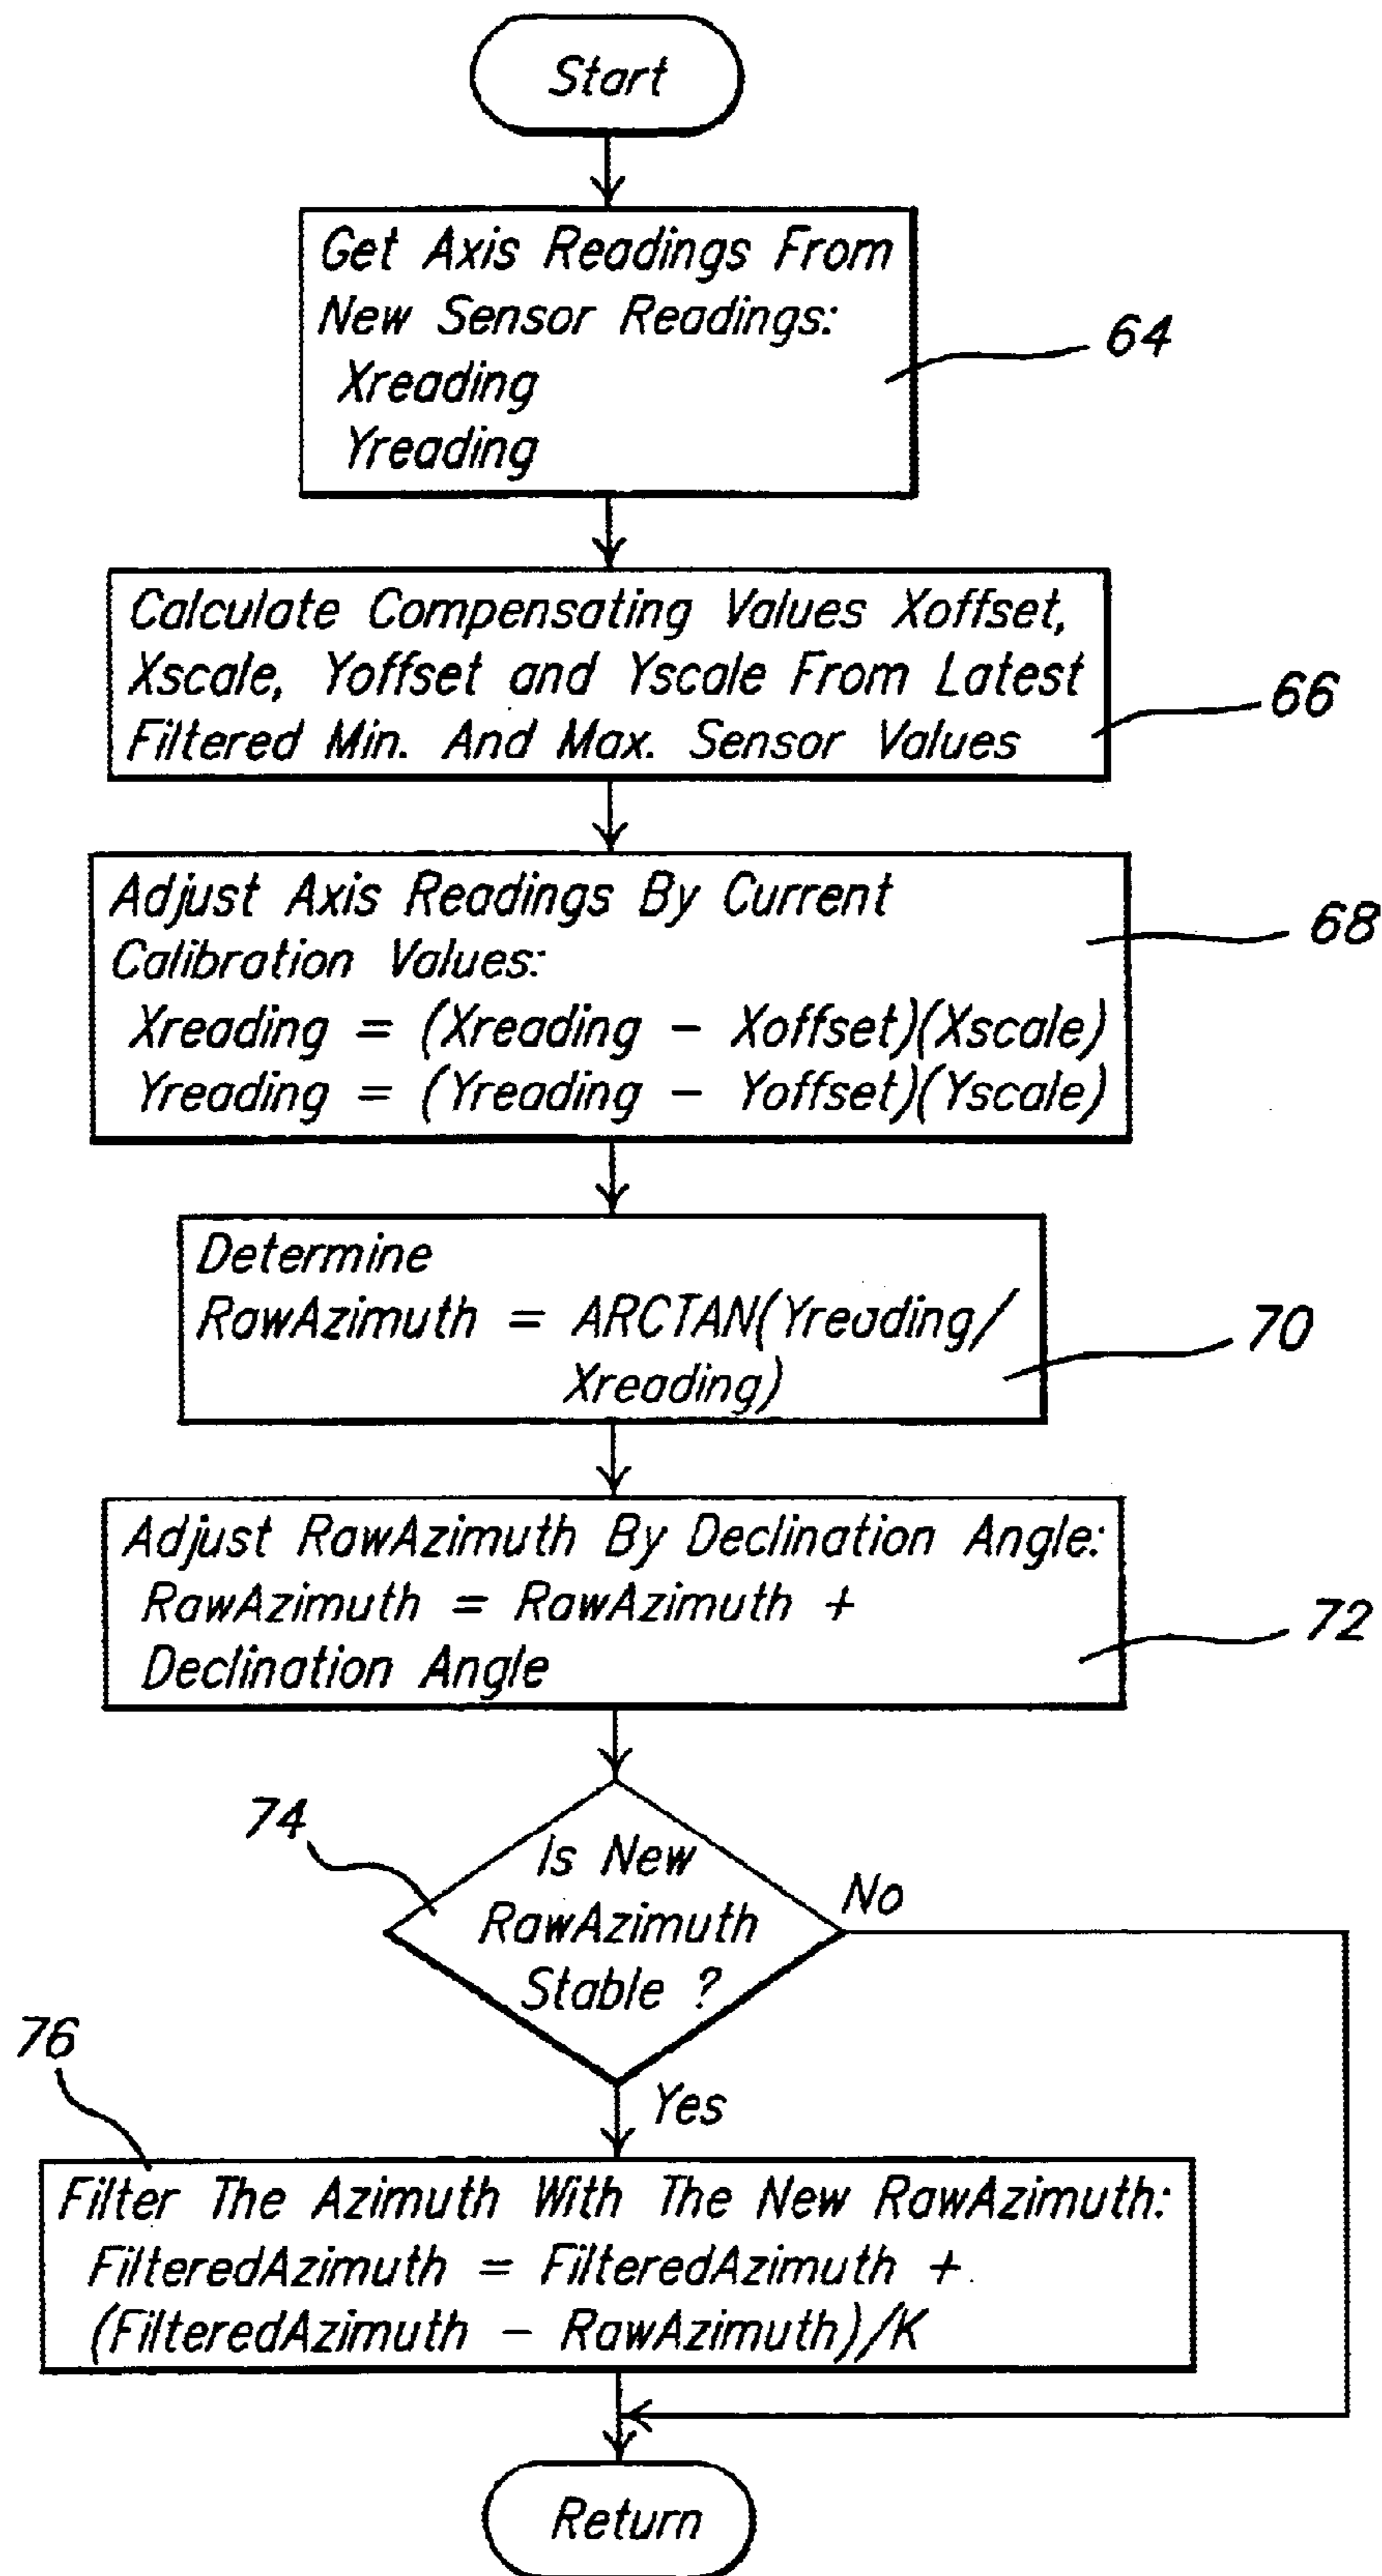 Start
Get Axis Readings From
New Sensor Readings:
Xreading
Yreading
64
Calculate Compensating Values Xoffset,
Xscale, Yoffset and Yscale From Latest
Filtered Min. And Max. Sensor Values
66
Adjust Axis Readings By Current
Calibration Values:
Xreading = (Xreading - Xoffset)(Xscale)
Yreading = (Yreading - Yoffset)(Yscale)
68
Determine
RawAzimuth = ARCTAN(Yreading/
Xreading)
70
Adjust RawAzimuth By Declination Angle:
RawAzimuth = RawAzimuth +
Declination Angle
72
74
Is New
RawAzimuth
Stable ?
No
Yes
76
Filter The Azimuth With The New RawAzimuth:
FilteredAzimuth = FilteredAzimuth +
(FilteredAzimuth - RawAzimuth)/K
Return